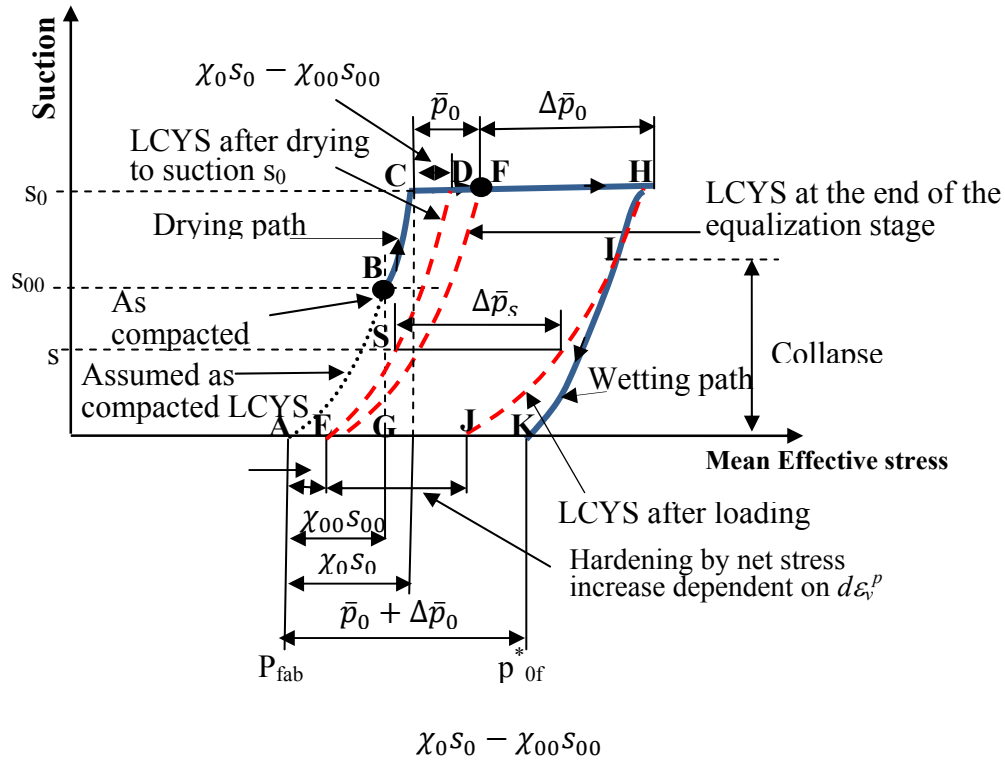 Suction
χ₀s₀ − χ₀₀s₀₀
p̄₀
Δp̄₀
LCYS after drying
to suction s₀
C
D
F
H
s₀
LCYS at the end of the
equalization stage
Drying path
I
B
s₀₀
As
compacted
S
Δp̄ₛ
s
Collapse
Assumed as
compacted LCYS
Wetting path
A
E
G
J
K
Mean Effective stress
χ₀₀s₀₀
LCYS after loading
χ₀s₀
Hardening by net stress
increase dependent on dεᵥᵖ
p̄₀ + Δp̄₀
P_fab
p*₀f
χ₀s₀ − χ₀₀s₀₀